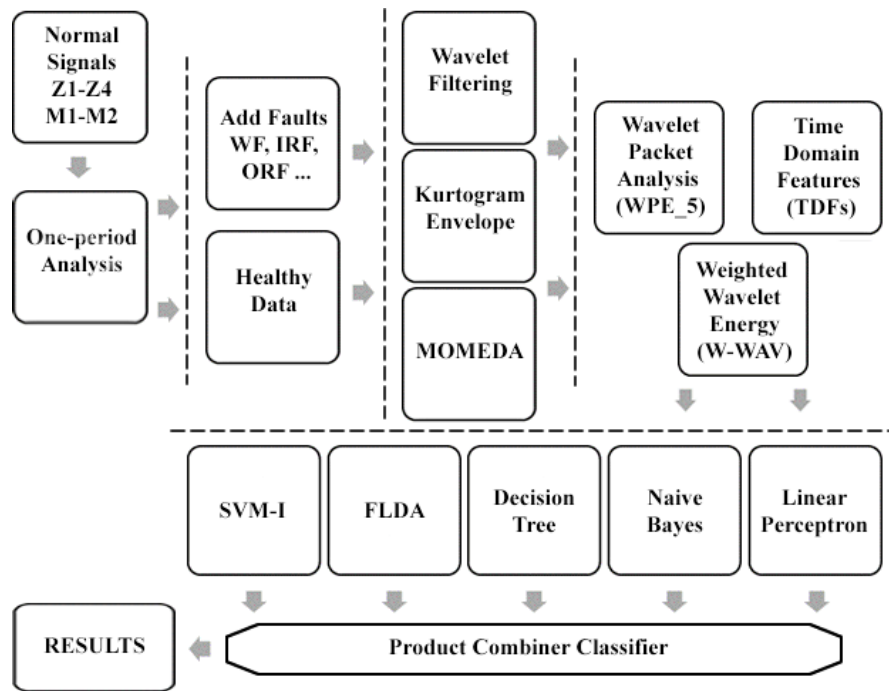 Normal
Signals
Z1-Z4
M1-M2
One-period
Analysis
Add Faults
WF, IRF,
ORF ...
Healthy
Data
Wavelet
Filtering
Kurtogram
Envelope
MOMEDA
Wavelet
Packet
Analysis
(WPE_5)
Time
Domain
Features
(TDFs)
Weighted
Wavelet
Energy
(W-WAV)
SVM-I
FLDA
Decision
Tree
Naive
Bayes
Linear
Perceptron
RESULTS
Product Combiner Classifier